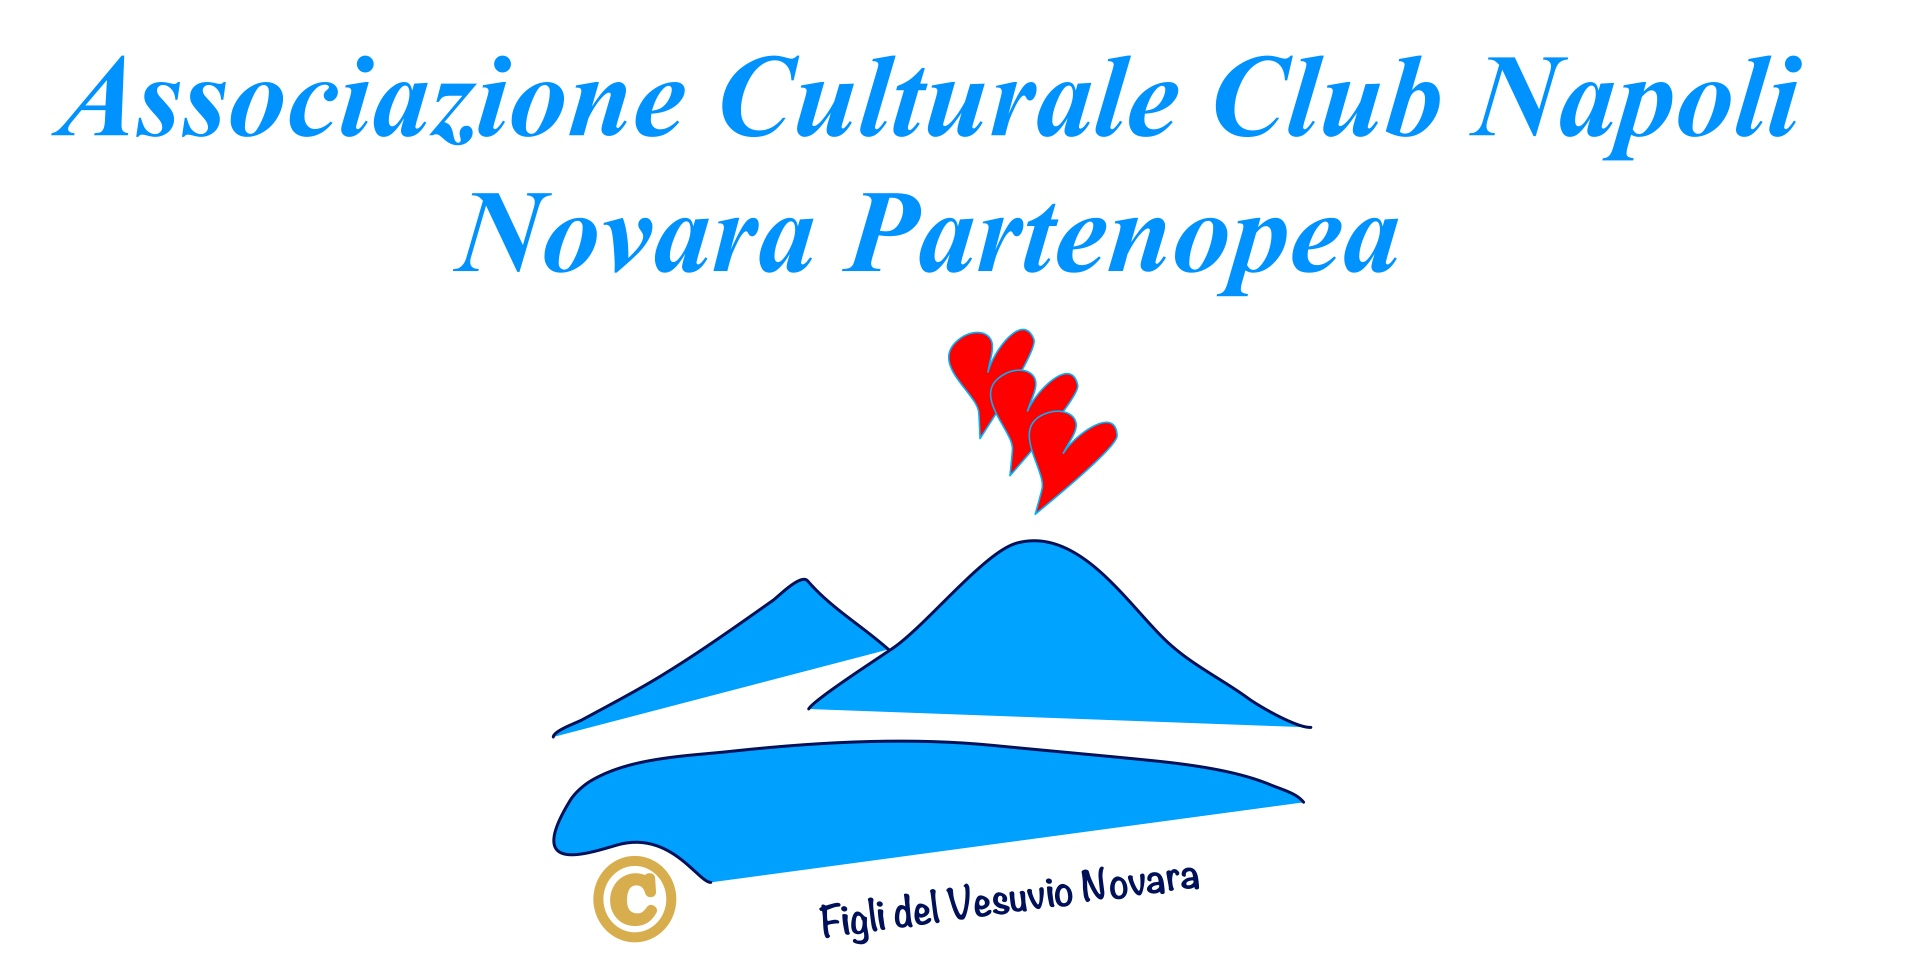 Associazione Culturale Club Napoli
Novara Partenopea
©
Figli del Vesuvio Novara